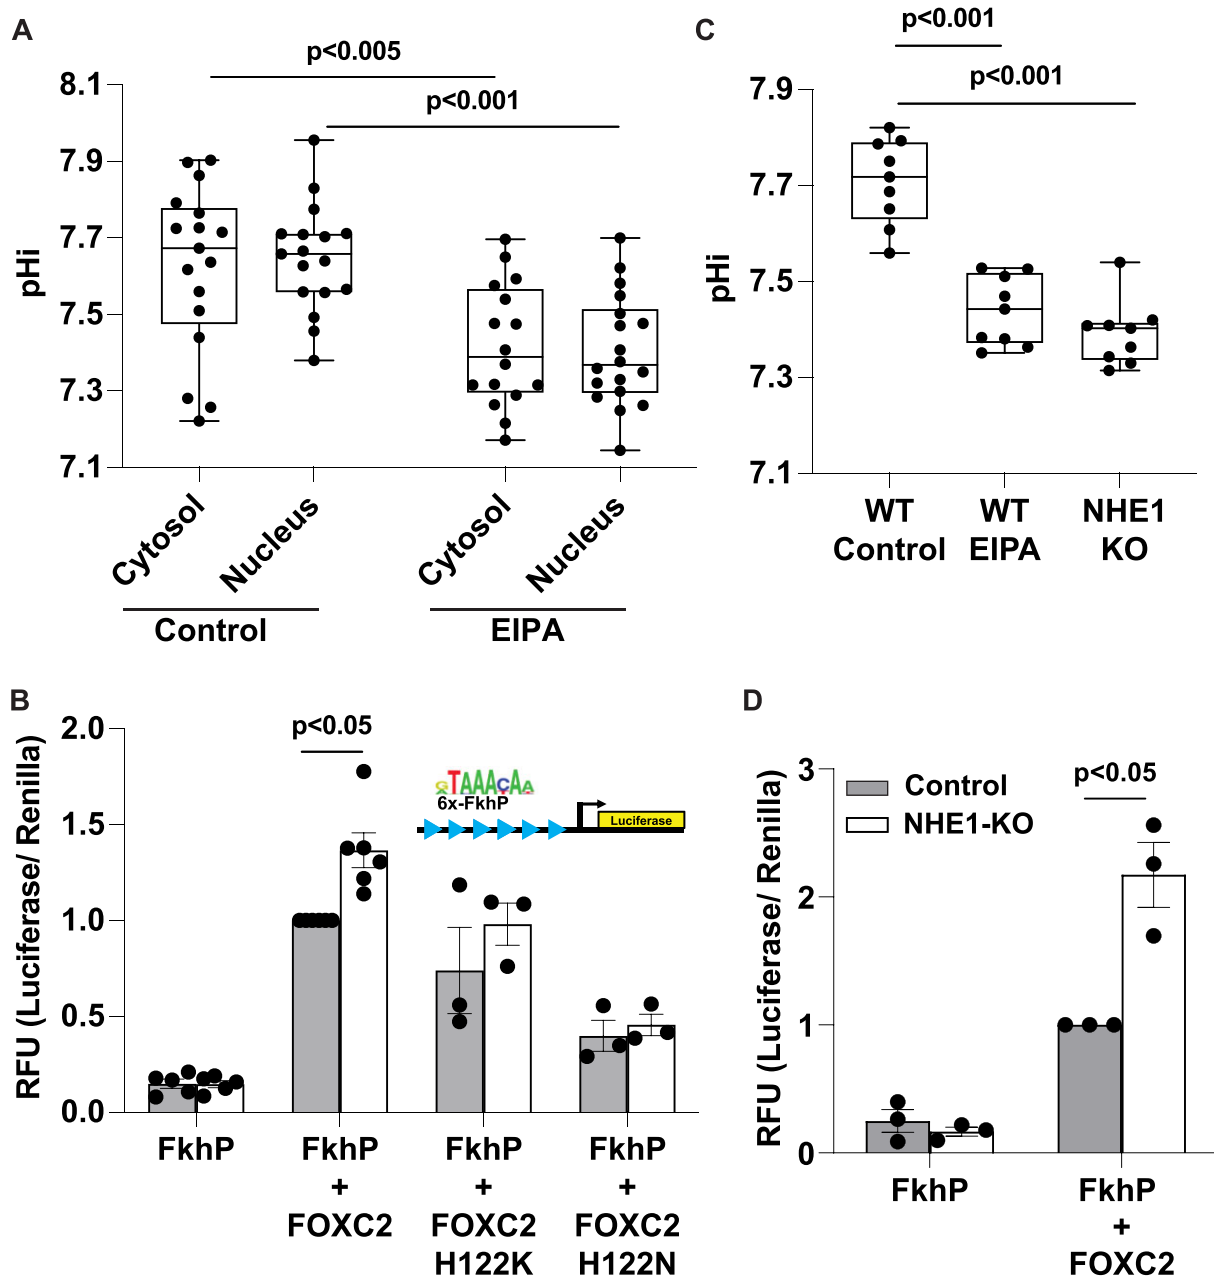 A
p<0.005
p<0.001
8.1
7.9
7.7
7.5
7.3
7.1
pHi
Cytosol
Nucleus
Cytosol
Nucleus
Control
EIPA
C
p<0.001
p<0.001
7.9
7.7
7.5
7.3
7.1
pHi
WT
Control
WT
EIPA
NHE1
KO
B
p<0.05
2.0
1.5
1.0
0.5
0.0
RFU (Luciferase/ Renilla)
6x-FkhP
Luciferase
FkhP
FkhP
+
FOXC2
FkhP
+
FOXC2
H122K
FkhP
+
FOXC2
H122N
D
3
2
1
0
RFU (Luciferase/ Renilla)
Control
NHE1-KO
p<0.05
FkhP
FkhP
+
FOXC2